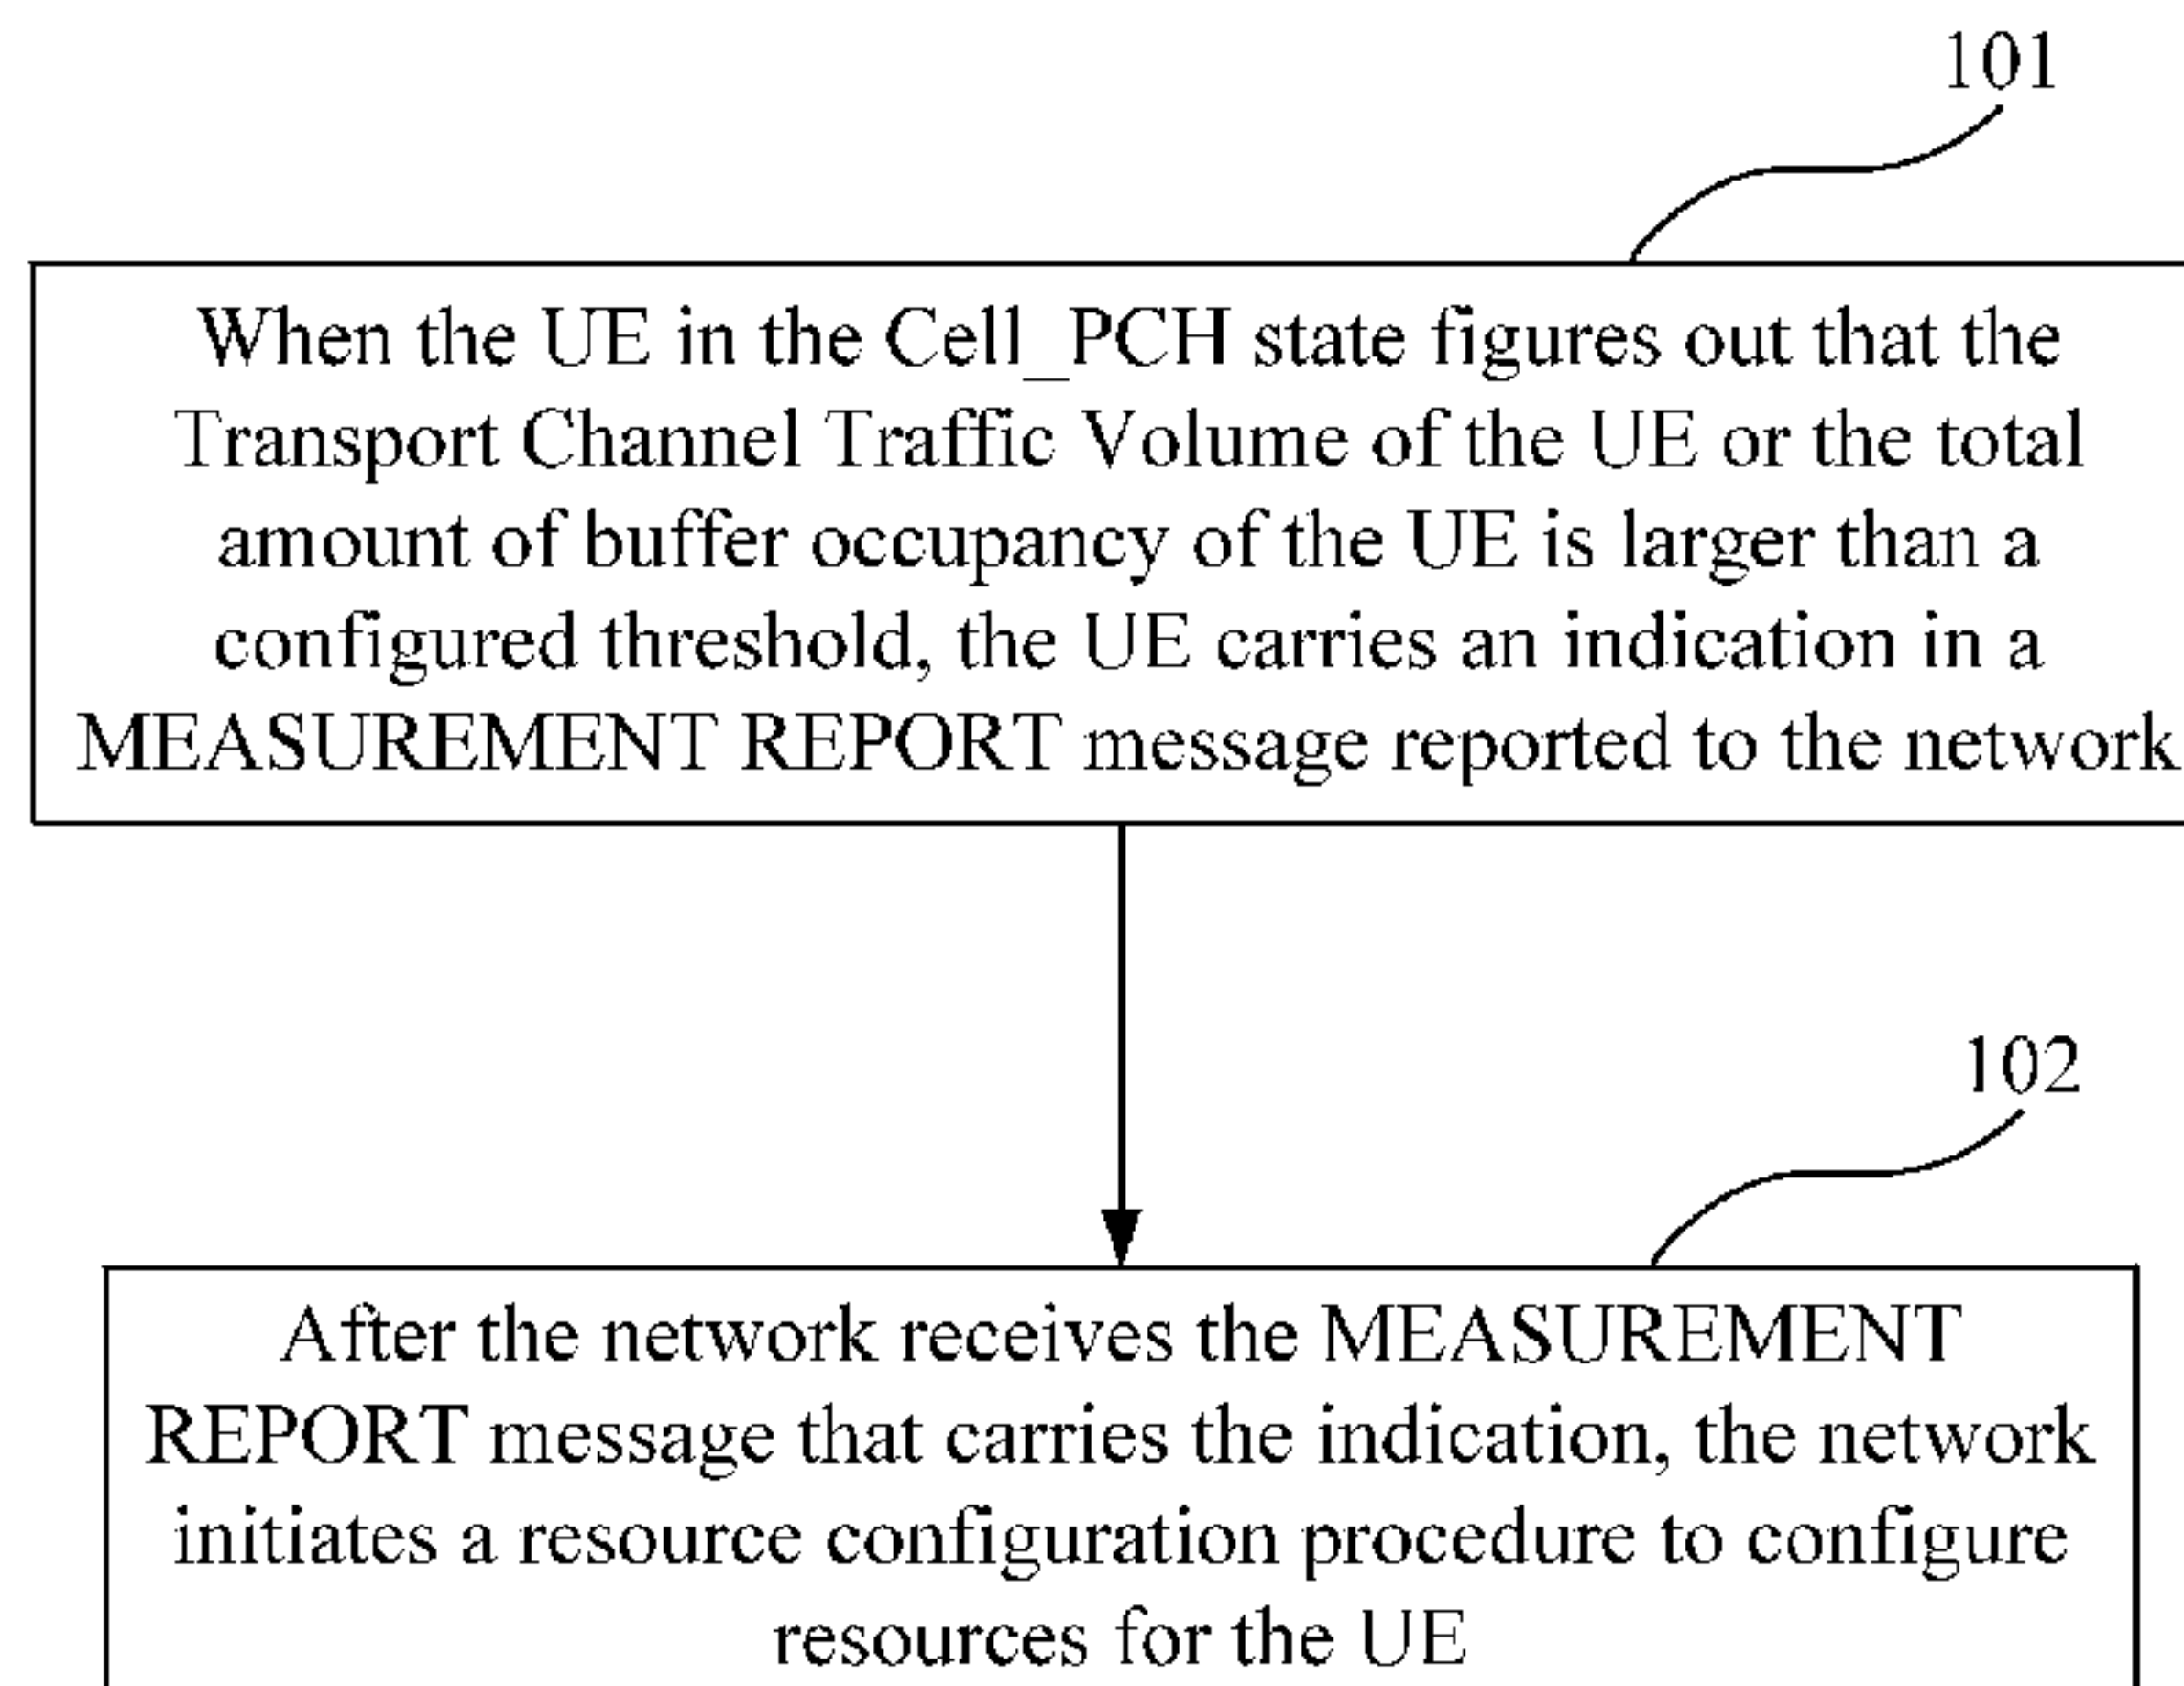 101
When the UE in the Cell_PCH state figures out that the
Transport Channel Traffic Volume of the UE or the total
amount of buffer occupancy of the UE is larger than a
configured threshold, the UE carries an indication in a
MEASUREMENT REPORT message reported to the network
102
After the network receives the MEASUREMENT
REPORT message that carries the indication, the network
initiates a resource configuration procedure to configure
resources for the UE